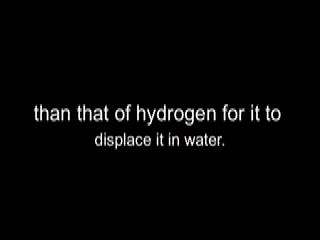 than that of hydrogen for it to
displace it in water.